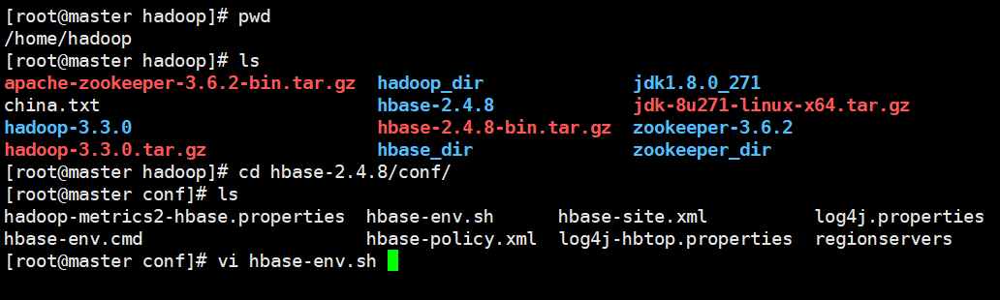 [root@master hadoop]# pwd
/home/hadoop
[root@master hadoop]# ls
apache-zookeeper-3.6.2-bin.tar.gz  hadoop_dir              jdk1.8.0_271
china.txt                          hbase-2.4.8             jdk-8u271-linux-x64.tar.gz
hadoop-3.3.0                       hbase-2.4.8-bin.tar.gz  zookeeper-3.6.2
hadoop-3.3.0.tar.gz                hbase_dir               zookeeper_dir
[root@master hadoop]# cd hbase-2.4.8/conf/
[root@master conf]# ls
hadoop-metrics2-hbase.properties  hbase-env.sh      hbase-site.xml          log4j.properties
hbase-env.cmd                     hbase-policy.xml  log4j-hbtop.properties  regionservers
[root@master conf]# vi hbase-env.sh